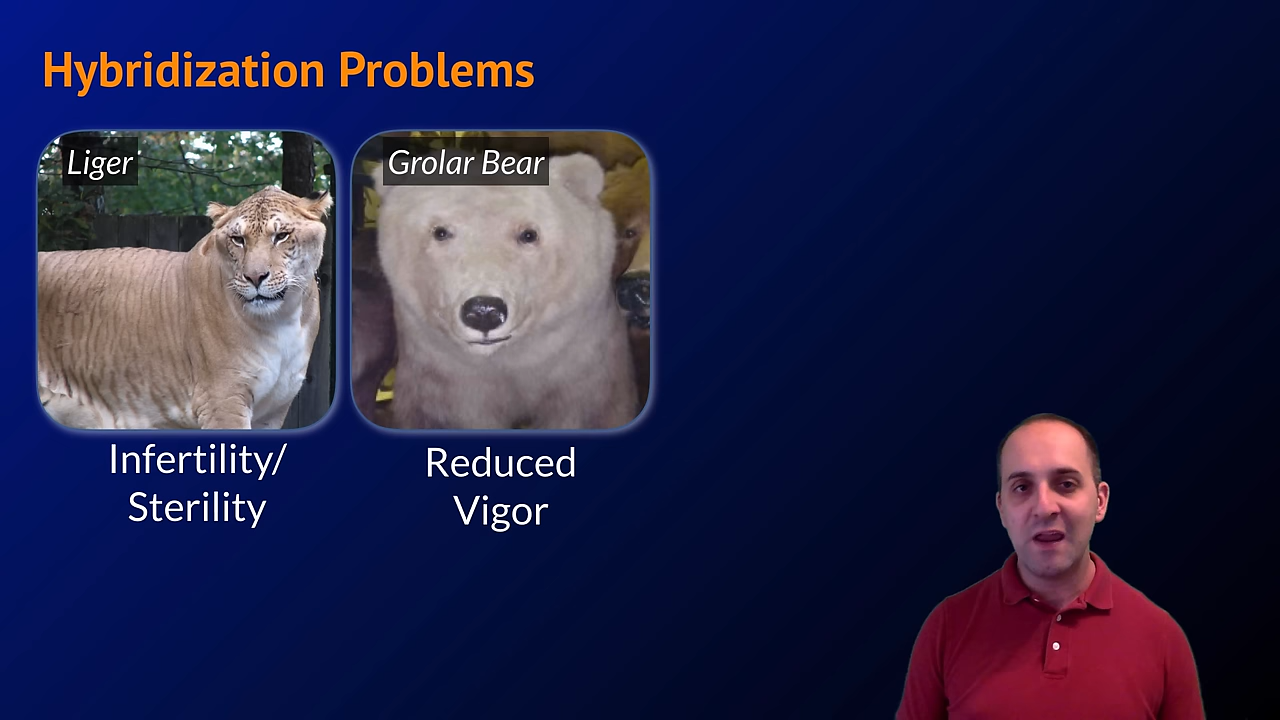 Hybridization Problems
Liger
Grolar Bear
Infertility/
Sterility
Reduced
Vigor